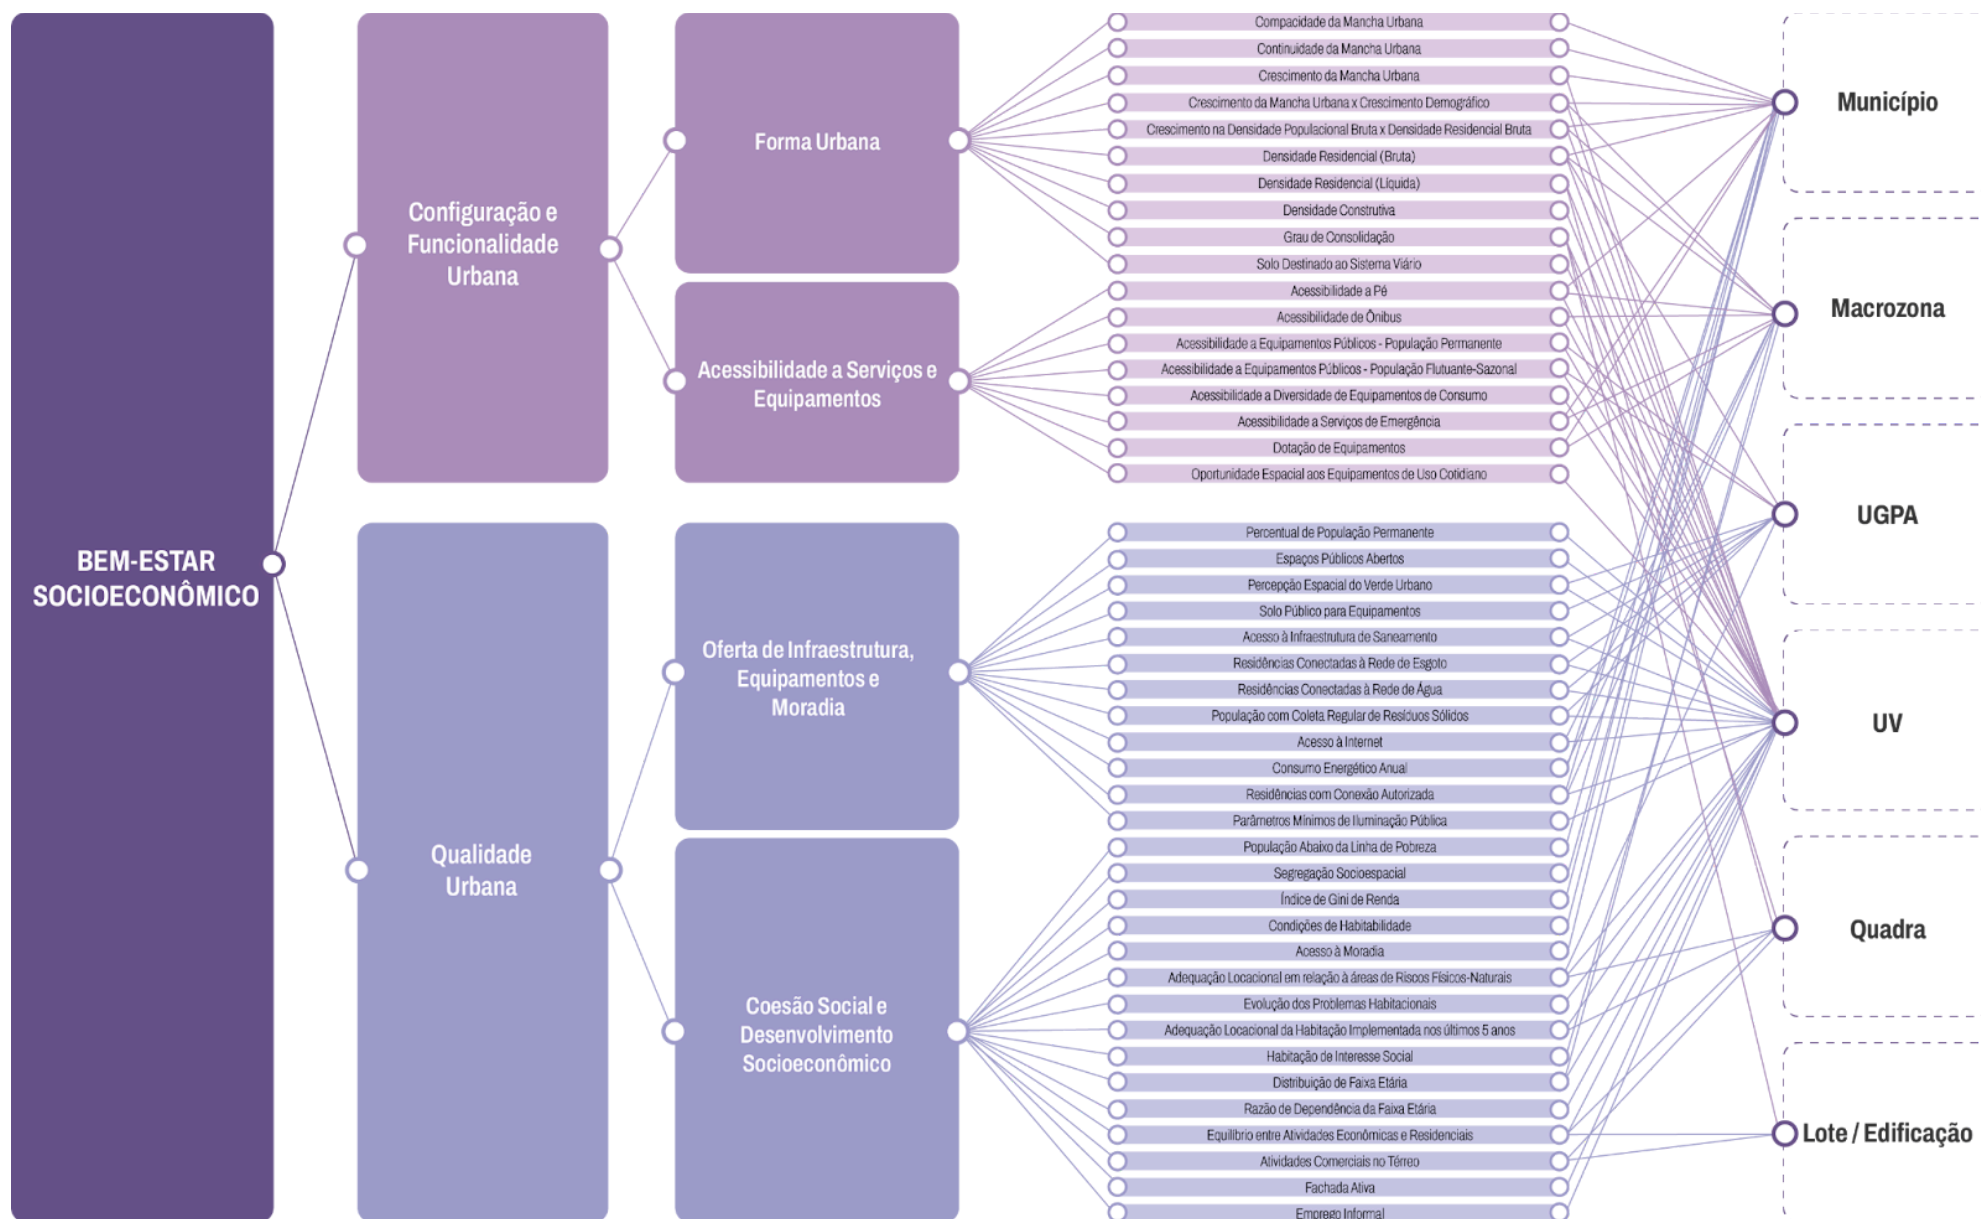 BEM-ESTAR
SOCIOECONÔMICO
Configuração e
Funcionalidade
Urbana
Qualidade
Urbana
Forma Urbana
Acessibilidade a Serviços e
Equipamentos
Oferta de Infraestrutura,
Equipamentos e
Moradia
Coesão Social e
Desenvolvimento
Socioeconômico
Compacidade da Mancha Urbana
Continuidade da Mancha Urbana
Crescimento da Mancha Urbana
Crescimento da Mancha Urbana x Crescimento Demográfico
Crescimento na Densidade Populacional Bruta x Densidade Residencial Bruta
Densidade Residencial (Bruta)
Densidade Residencial (Líquida)
Densidade Construtiva
Grau de Consolidação
Solo Destinado ao Sistema Viário
Acessibilidade a Pé
Acessibilidade de Ônibus
Acessibilidade a Equipamentos Públicos - População Permanente
Acessibilidade a Equipamentos Públicos - População Flutuante-Sazonal
Acessibilidade a Diversidade de Equipamentos de Consumo
Acessibilidade a Serviços de Emergência
Dotação de Equipamentos
Oportunidade Espacial aos Equipamentos de Uso Cotidiano
Percentual de População Permanente
Espaços Públicos Abertos
Percepção Espacial do Verde Urbano
Solo Público para Equipamentos
Acesso à Infraestrutura de Saneamento
Residências Conectadas à Rede de Esgoto
Residências Conectadas à Rede de Água
População com Coleta Regular de Resíduos Sólidos
Acesso à Internet
Consumo Energético Anual
Residências com Conexão Autorizada
Parâmetros Mínimos de Iluminação Pública
População Abaixo da Linha de Pobreza
Segregação Socioespacial
Índice de Gini de Renda
Condições de Habitabilidade
Acesso à Moradia
Adequação Locacional em relação à áreas de Riscos Físicos-Naturais
Evolução dos Problemas Habitacionais
Adequação Locacional da Habitação Implementada nos últimos 5 anos
Habitação de Interesse Social
Distribuição de Faixa Etária
Razão de Dependência da Faixa Etária
Equilíbrio entre Atividades Econômicas e Residenciais
Atividades Comerciais no Térreo
Fachada Ativa
Emprego Informal
Município
Macrozona
UGPA
UV
Quadra
Lote / Edificação